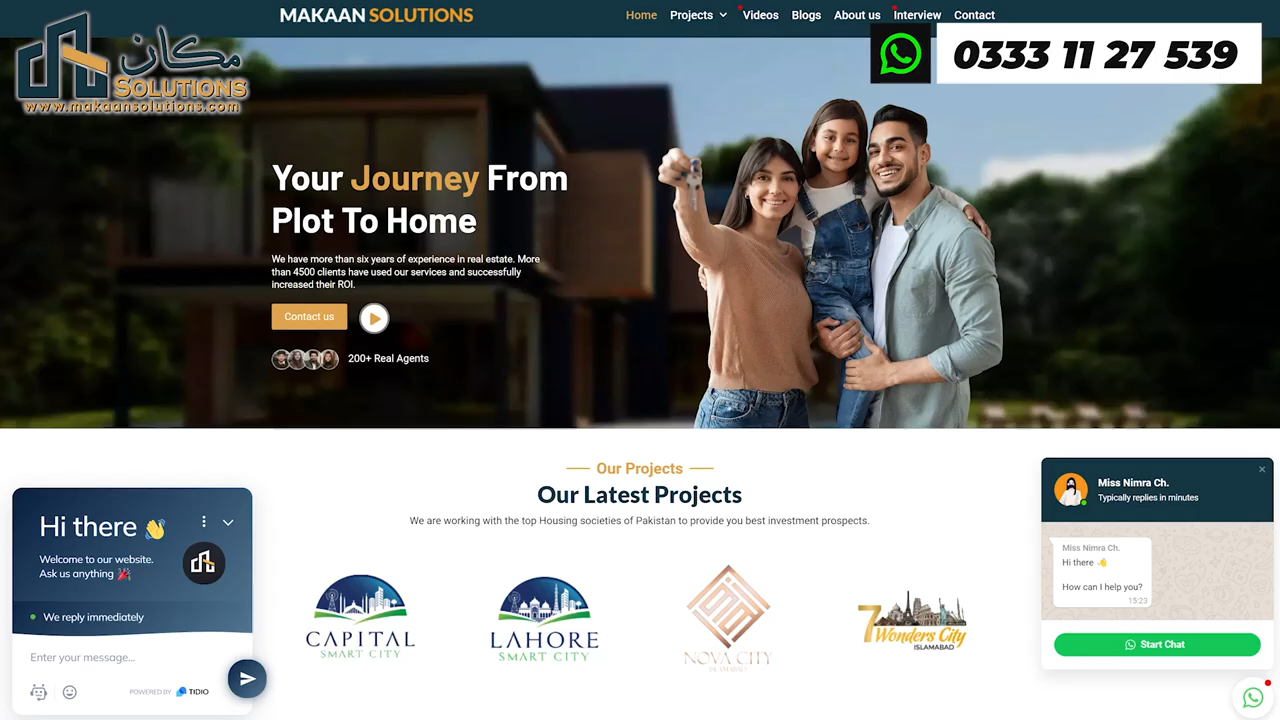 MAKAAN SOLUTIONS
Home
Projects
Videos
Blogs
About us
Interview
Contact
مکان
SOLUTIONS
www.makaansolutions.com
0333 11 27 539
Your Journey From
Plot To Home
We have more than six years of experience in real estate. More
than 4500 clients have used our services and successfully
increased their ROI.
Contact us
200+ Real Agents
Our Projects
Our Latest Projects
We are working with the top Housing societies of Pakistan to provide you best investment prospects.
Hi there 👋
Welcome to our website.
Ask us anything 🎉
We reply immediately
Enter your message...
POWERED BY TIDIO
CAPITAL
SMART CITY
LAHORE
SMART CITY
NOVA CITY
ISLAMABAD
7 Wonders City
ISLAMABAD
Miss Nimra Ch.
Typically replies in minutes
Miss Nimra Ch.
Hi there 👋
How can I help you?
15:23
Start Chat